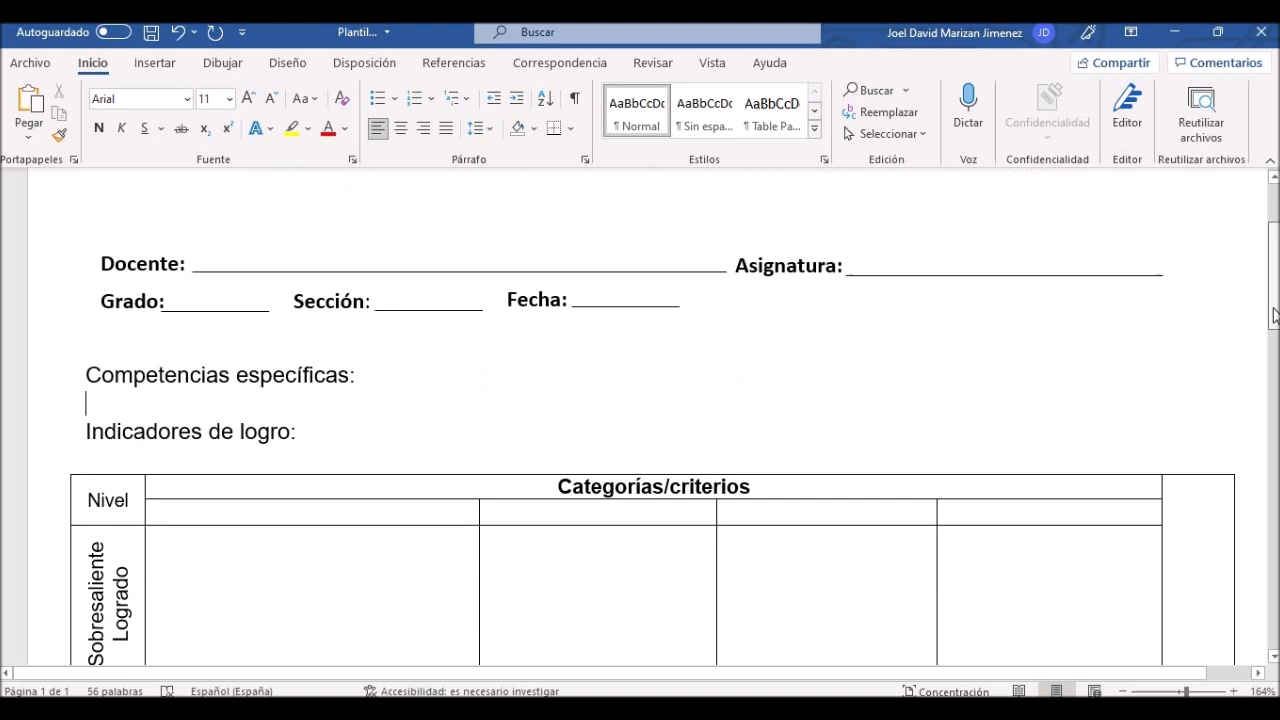 Autoguardado Plantil... Buscar Joel David Marizan Jimenez JD
Archivo Inicio Insertar Dibujar Diseño Disposición Referencias Correspondencia Revisar Vista Ayuda Compartir Comentarios
Pegar
Arial 11 A A Aa A
N K S ab x₂ x² A A
AaBbCcDc AaBbCcDc AaBbCcD
¶ Normal ¶ Sin espa... ¶ Table Pa...
Buscar
Reemplazar
Seleccionar
Dictar
Confidencialidad
Editor
Reutilizar
archivos
Portapapeles Fuente Párrafo Estilos Edición Voz Confidencialidad Editor Reutilizar archivos
Docente: Asignatura:
Grado: Sección: Fecha:
Competencias específicas:
Indicadores de logro:
Nivel Categorías/criterios
Sobresaliente
Logrado
Página 1 de 1 56 palabras Español (España) Accesibilidad: es necesario investigar Concentración 164%